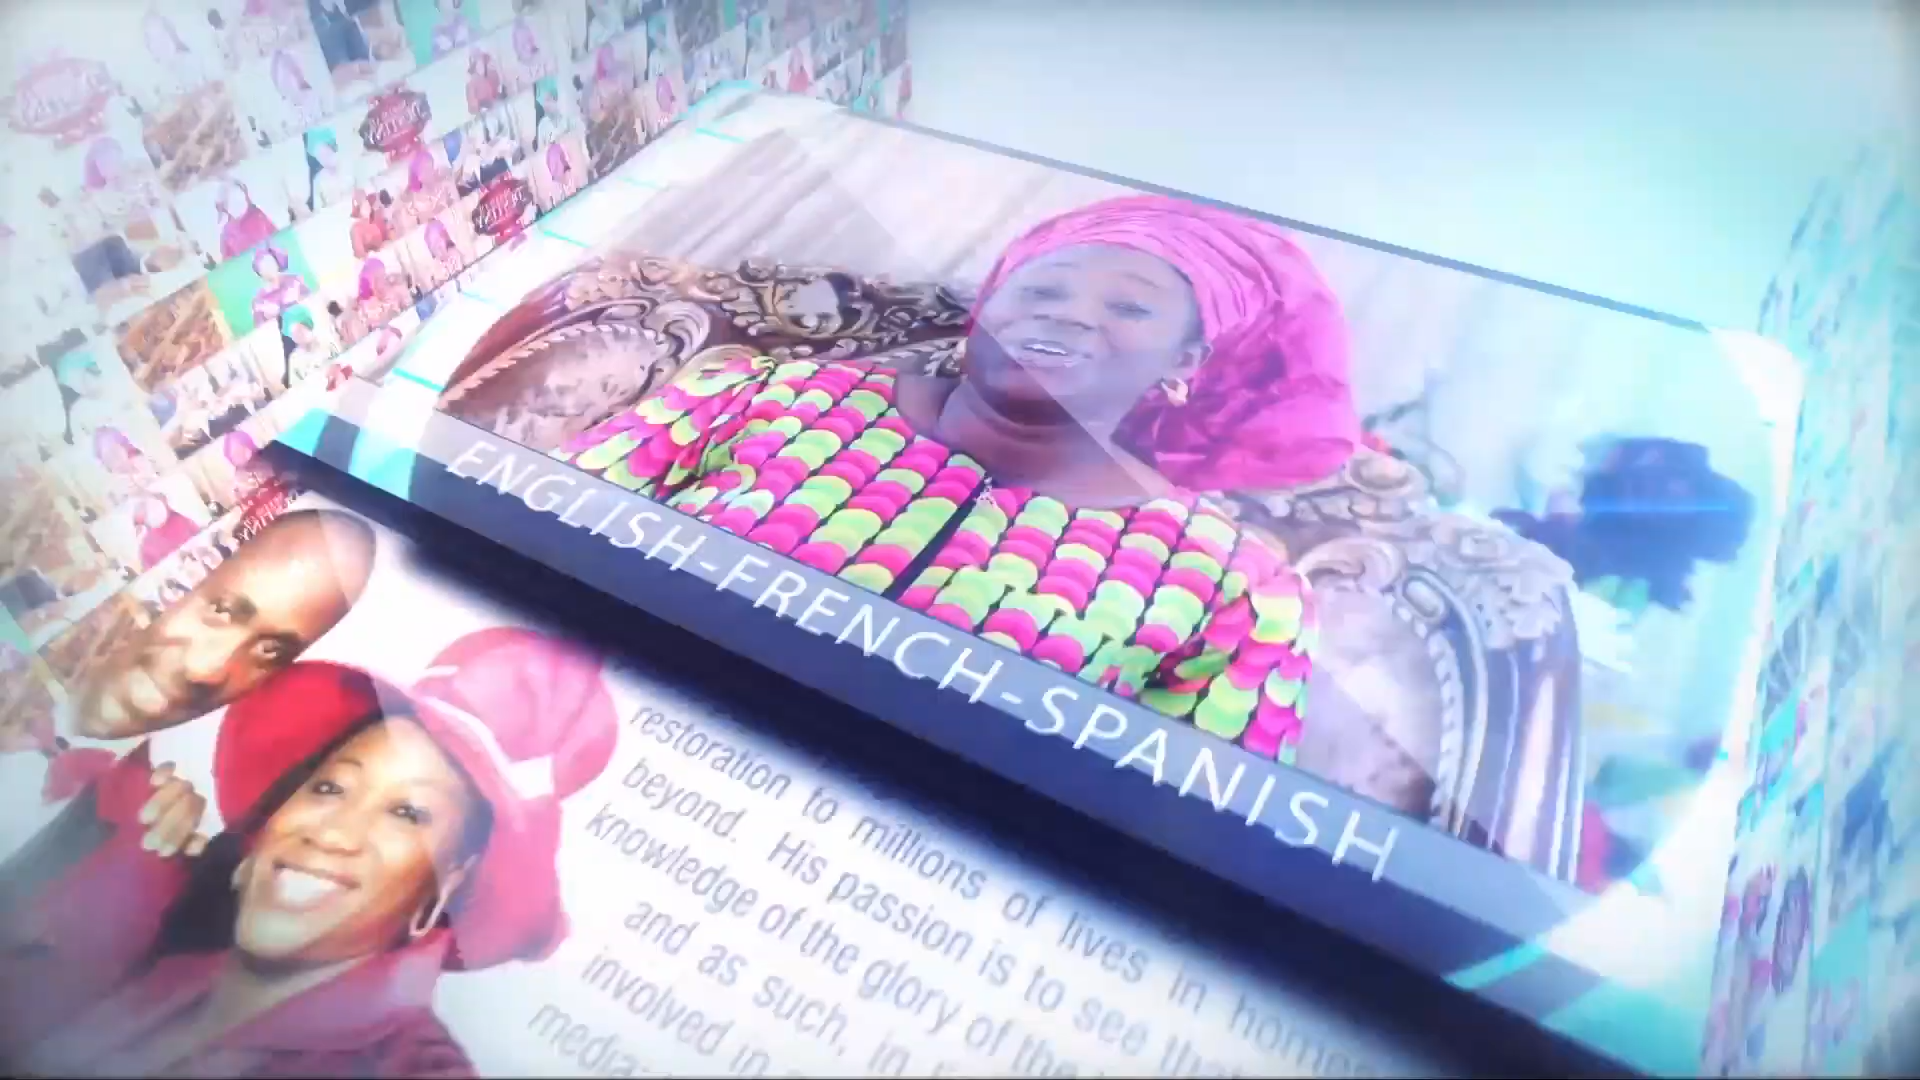 ENGLISH-FRENCH-SPANISH
restoration to millions of lives in homes
beyond. His passion is to see
knowledge of the glory of the
and as such, in
involved in